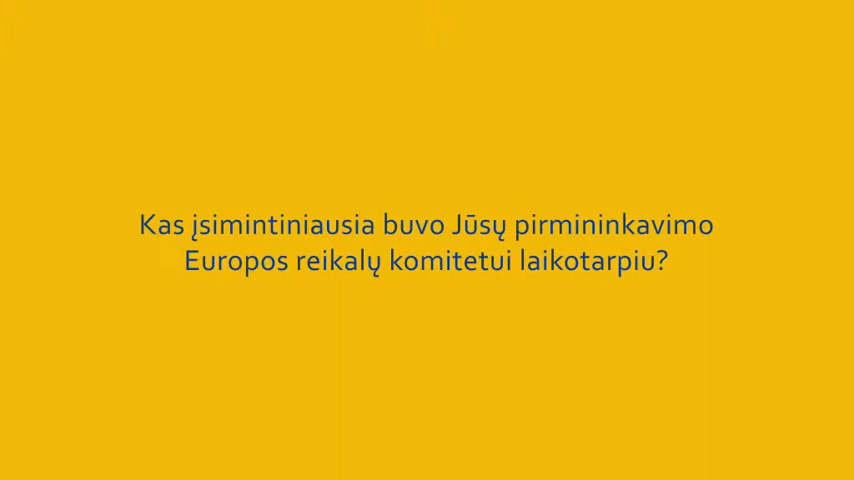 Kas įsimintiniausia buvo Jūsų pirmininkavimo
Europos reikalų komitetui laikotarpiu?